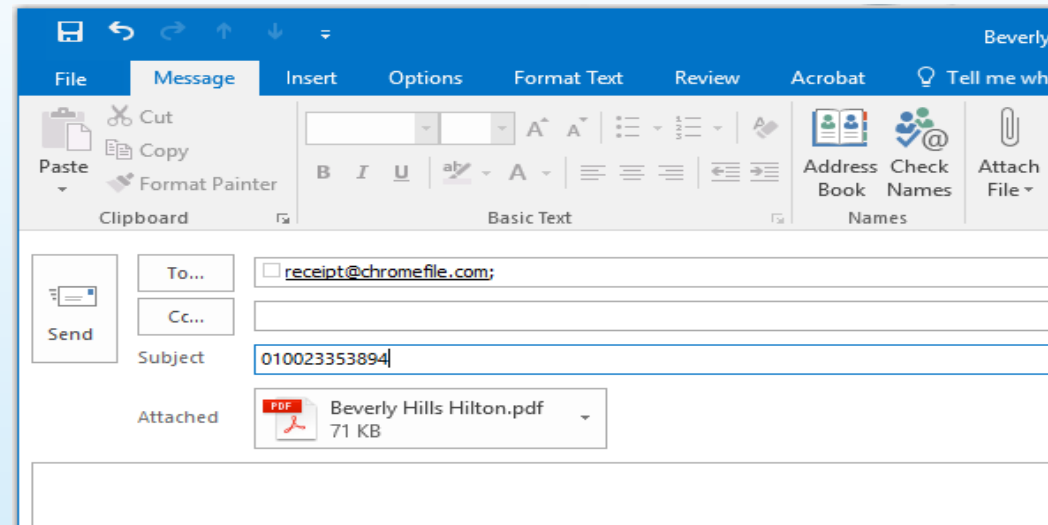 Beverly
File Message Insert Options Format Text Review Acrobat Tell me wh
Cut
Copy
Paste
Format Painter
Clipboard
B I U aby A
Basic Text
Address Book
Check Names
Names
Attach File
To... receipt@chromefile.com;
Cc...
Send
Subject 010023353894
Attached PDF Beverly Hills Hilton.pdf
71 KB